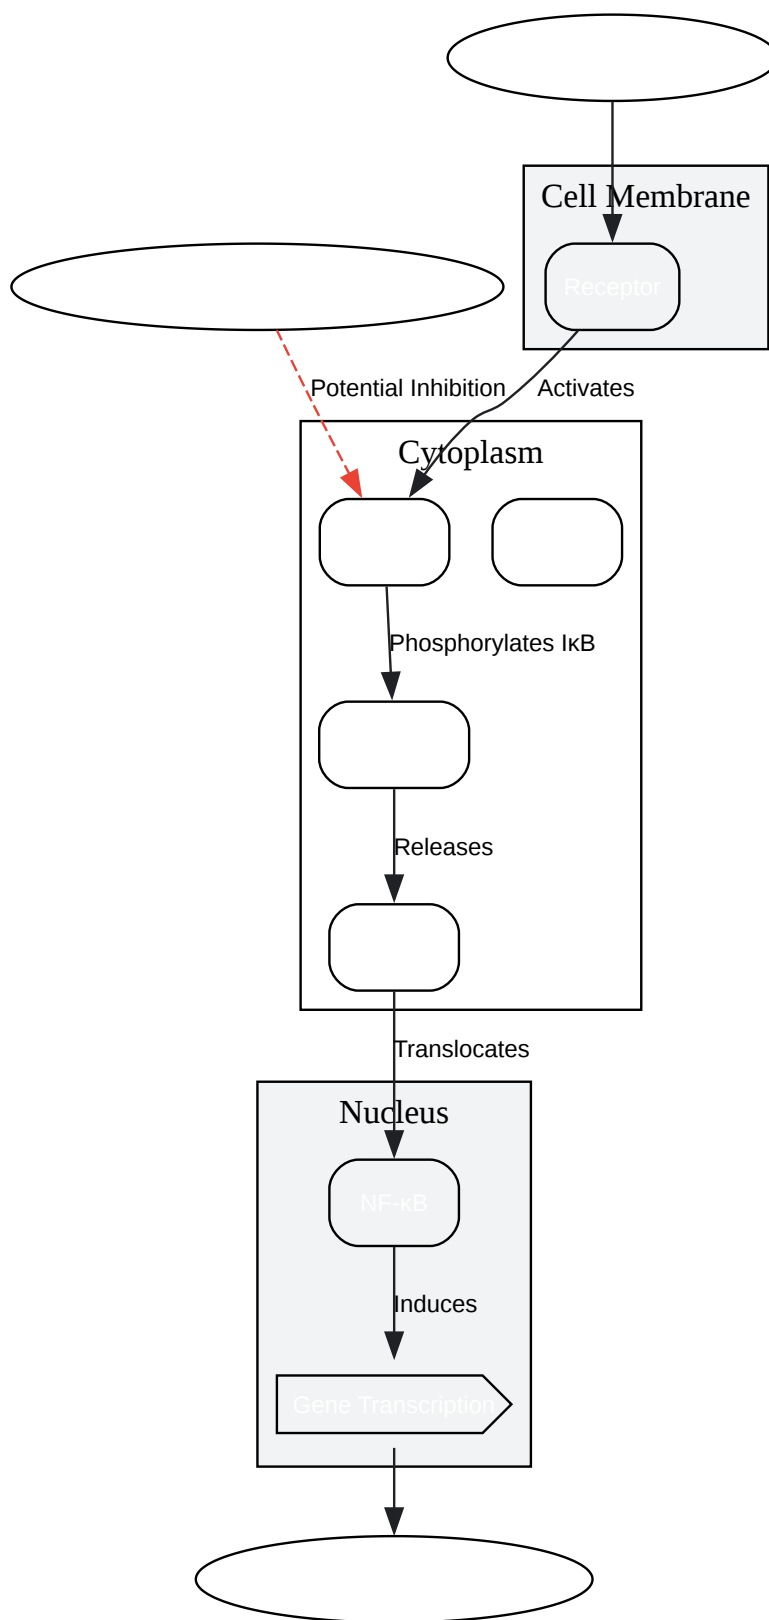 Cell Membrane
Receptor
Potential Inhibition
Activates
Cytoplasm
Phosphorylates IκB
Releases
Translocates
Nucleus
NF-κB
Induces
Gene Transcription